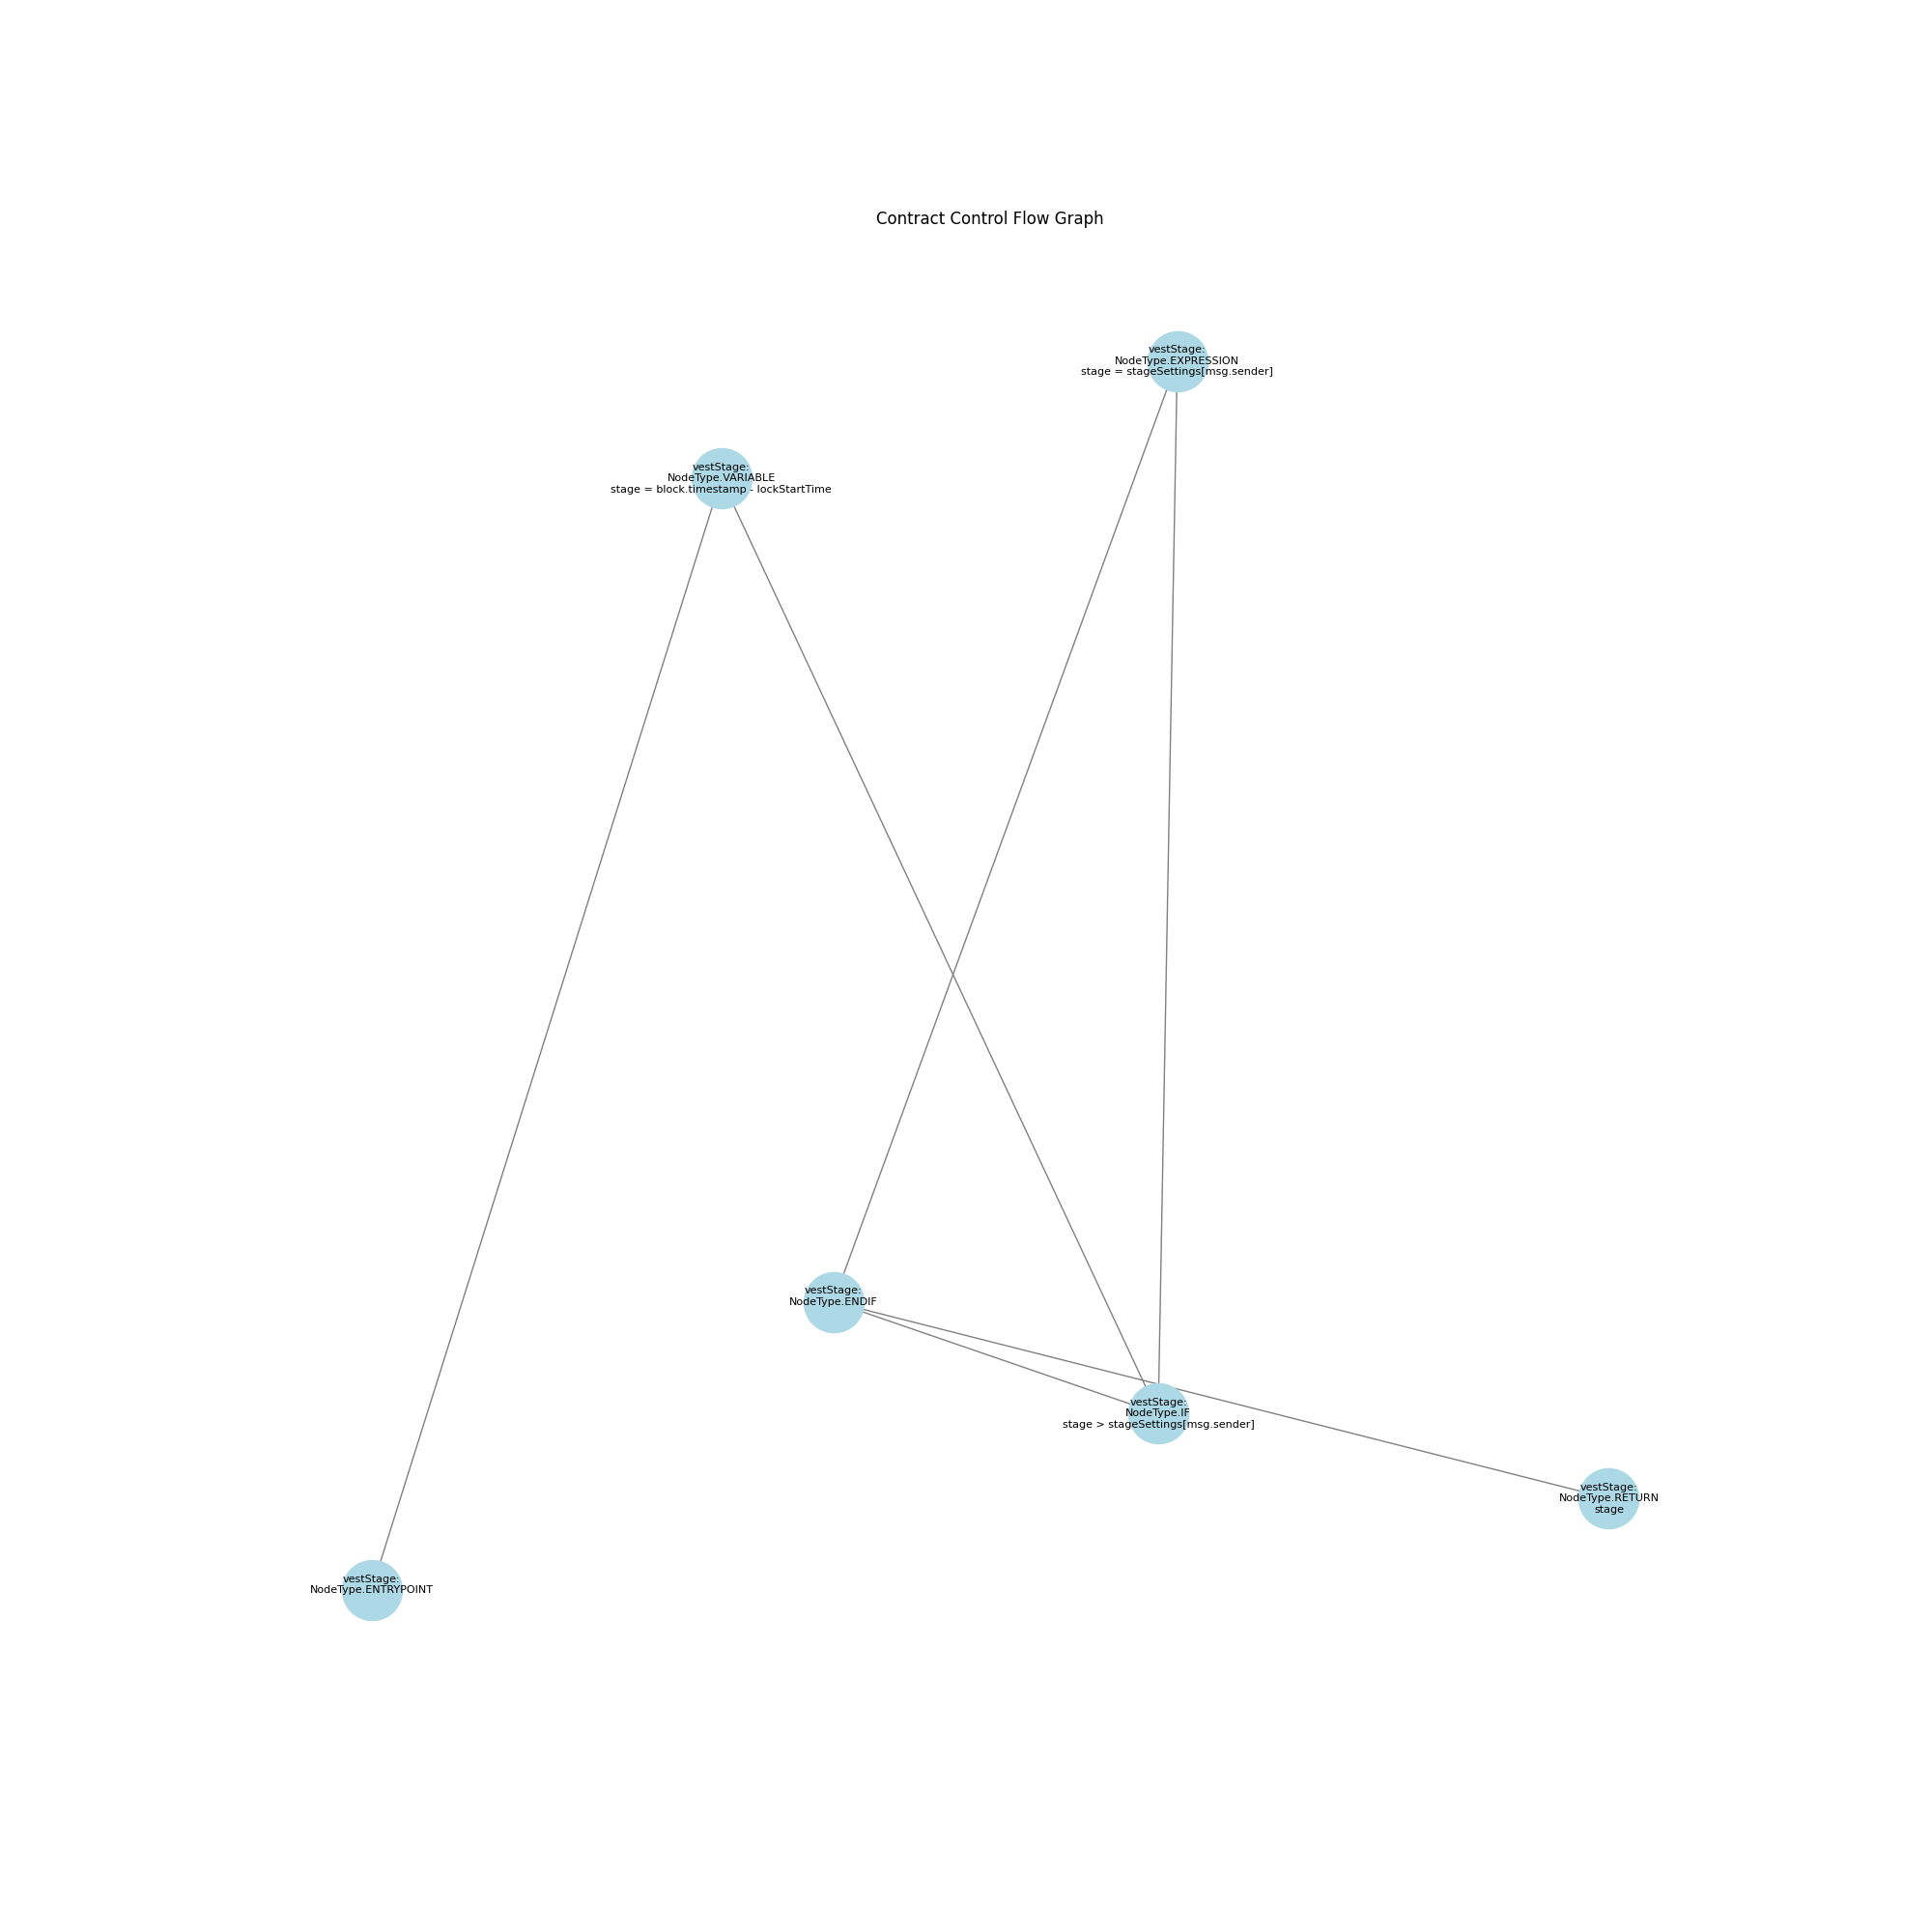 Contract Control Flow Graph
vestStage:
NodeType.EXPRESSION
stage = stageSettings[msg.sender]
vestStage:
NodeType.VARIABLE
stage = block.timestamp - lockStartTime
vestStage:
NodeType.ENDIF
vestStage:
NodeType.IF
stage > stageSettings[msg.sender]
vestStage:
NodeType.RETURN
stage
vestStage:
NodeType.ENTRYPOINT